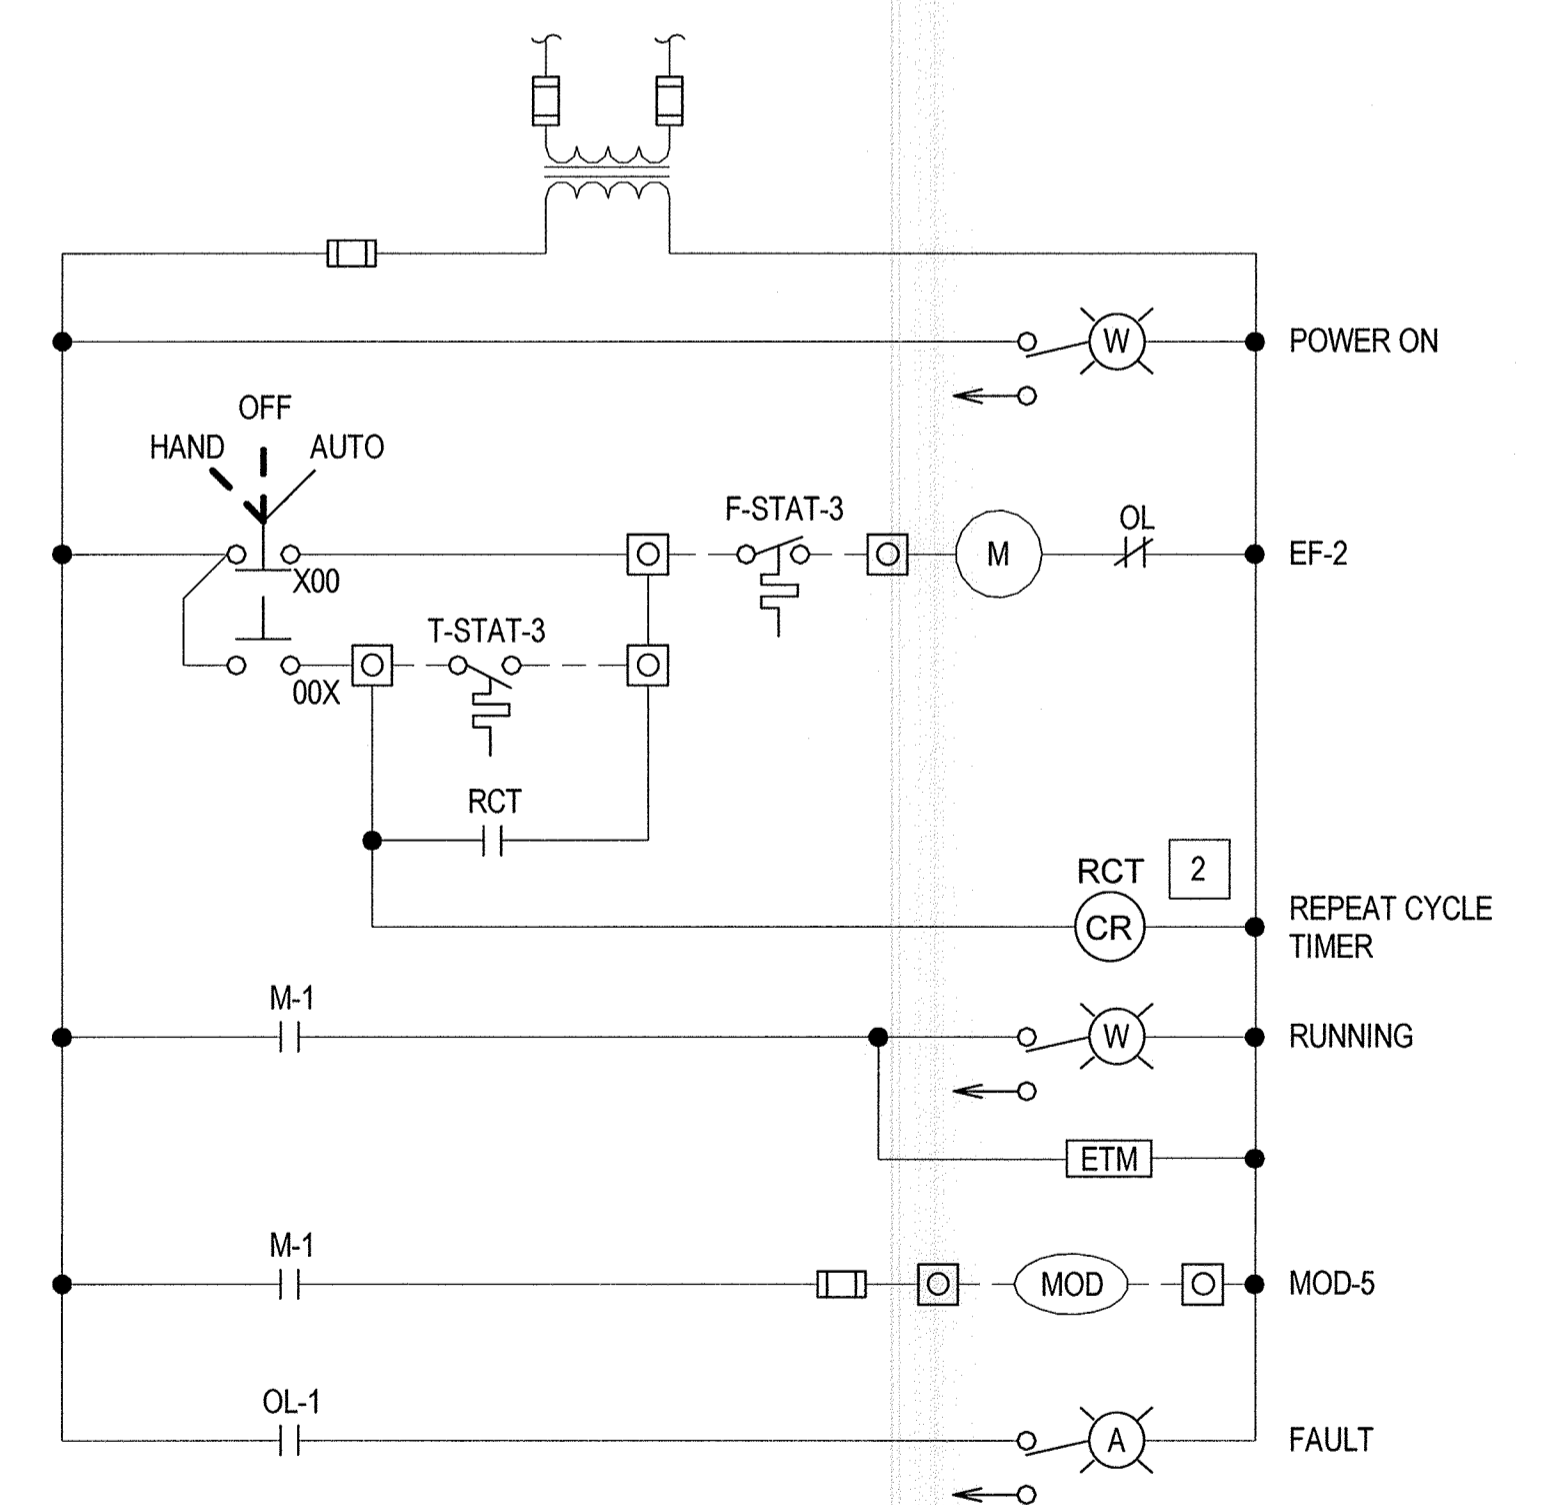 W
POWER ON
OFF
HAND
AUTO
F-STAT-3
OL
X00
M
EF-2
T-STAT-3
00X
RCT
RCT
2
CR
REPEAT CYCLE
TIMER
M-1
W
RUNNING
ETM
M-1
MOD
MOD-5
OL-1
A
FAULT